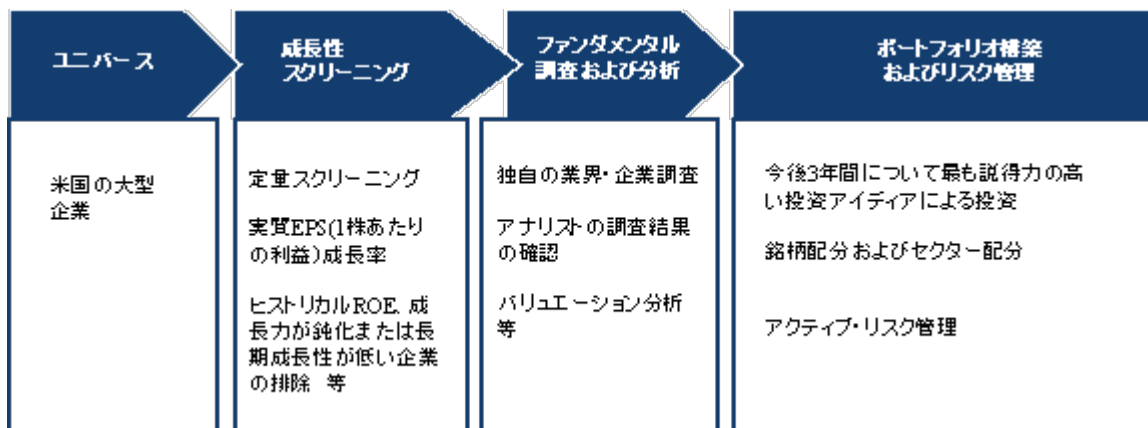 ユニバース
米国の大型
企業
成長性
スクリーニング
定量スクリーニング
実質EPS(1株あたり
の利益)成長率
ヒストリカルROE、成
長力が鈍化または長
期成長性が低い企業
の排除 等
ファンダメンタル
調査および分析
独自の業界・企業調査
アナリストの調査結果
の確認
バリュエーション分析
等
ポートフォリオ構築
およびリスク管理
今後3年間について最も説得力の高
い投資アイディアによる投資
銘柄配分およびセクター配分
アクティブ・リスク管理